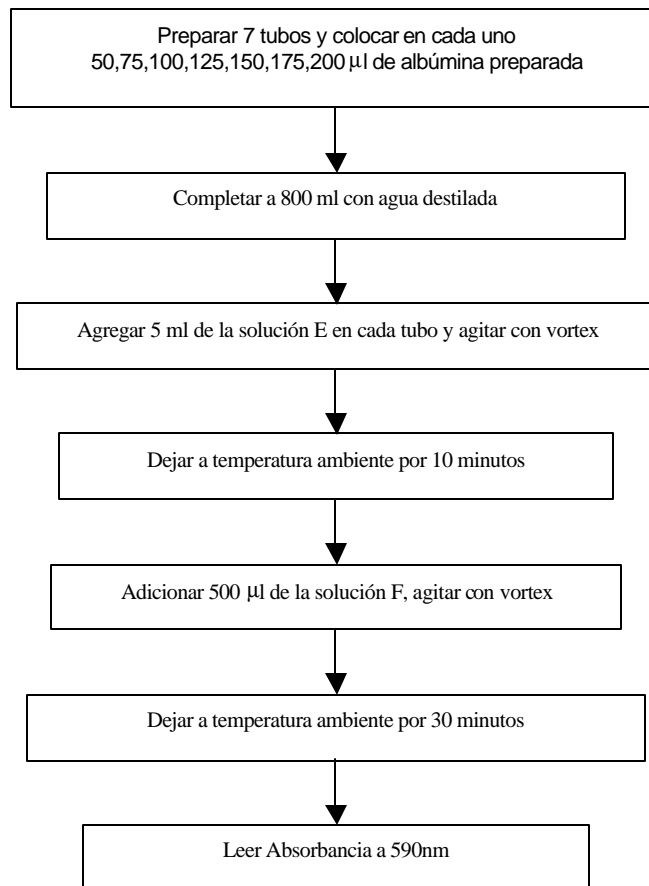 Preparar 7 tubos y colocar en cada uno
50,75,100,125,150,175,200 μl de albúmina preparada
Completar a 800 ml con agua destilada
Agregar 5 ml de la solución E en cada tubo y agitar con vortex
Dejar a temperatura ambiente por 10 minutos
Adicionar 500 μl de la solución F, agitar con vortex
Dejar a temperatura ambiente por 30 minutos
Leer Absorbancia a 590nm